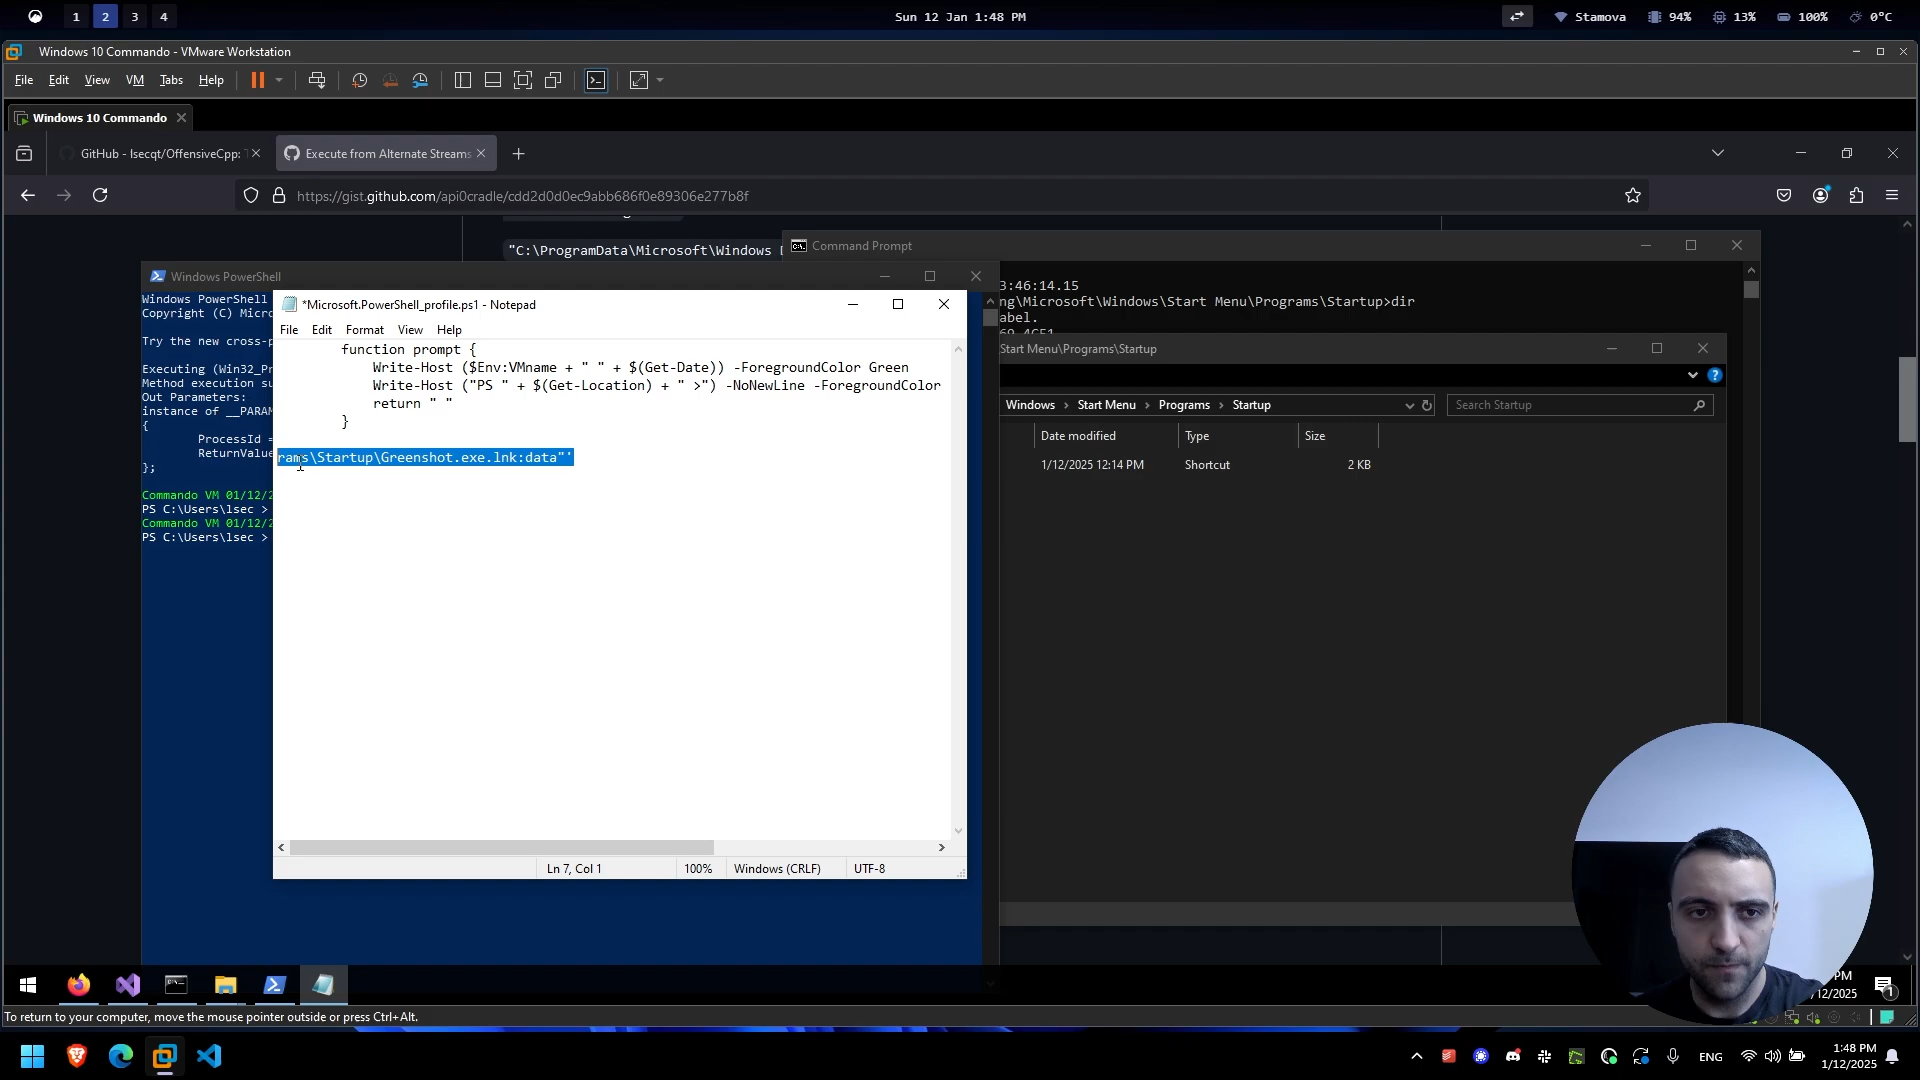 1 2 3 4
Sun 12 Jan 1:48 PM
Stamova 94% 13% 100% 0°C
Windows 10 Commando - VMware Workstation
File Edit View VM Tabs Help
Windows 10 Commando
GitHub - lsecqt/OffensiveCpp: T
Execute from Alternate Streams
https://gist.github.com/api0cradle/cdd2d0d0ec9abb686f0e89306e277b8f
"C:\ProgramData\Microsoft\Windows
Command Prompt
3:46:14.15
ng\Microsoft\Windows\Start Menu\Programs\Startup>dir
abel.
Start Menu\Programs\Startup
Windows Start Menu Programs Startup
Search Startup
Date modified Type Size
1/12/2025 12:14 PM Shortcut 2 KB
Windows PowerShell
Windows PowerShell
Copyright (C) Micro
Try the new cross-p
Executing (Win32_Pr
Method execution su
Out Parameters:
instance of __PARAM
{
ProcessId =
ReturnValue
};
Commando VM 01/12/2
PS C:\Users\lsec >
Commando VM 01/12/2
PS C:\Users\lsec >
*Microsoft.PowerShell_profile.ps1 - Notepad
File Edit Format View Help
function prompt {
Write-Host ($Env:VMname + " " + $(Get-Date)) -ForegroundColor Green
Write-Host ("PS " + $(Get-Location) + " >") -NoNewLine -ForegroundColor
return " "
}
rams\Startup\Greenshot.exe.lnk:data"'
Ln 7, Col 1 100% Windows (CRLF) UTF-8
PM
/12/2025
1
To return to your computer, move the mouse pointer outside or press Ctrl+Alt.
ENG
1:48 PM
1/12/2025